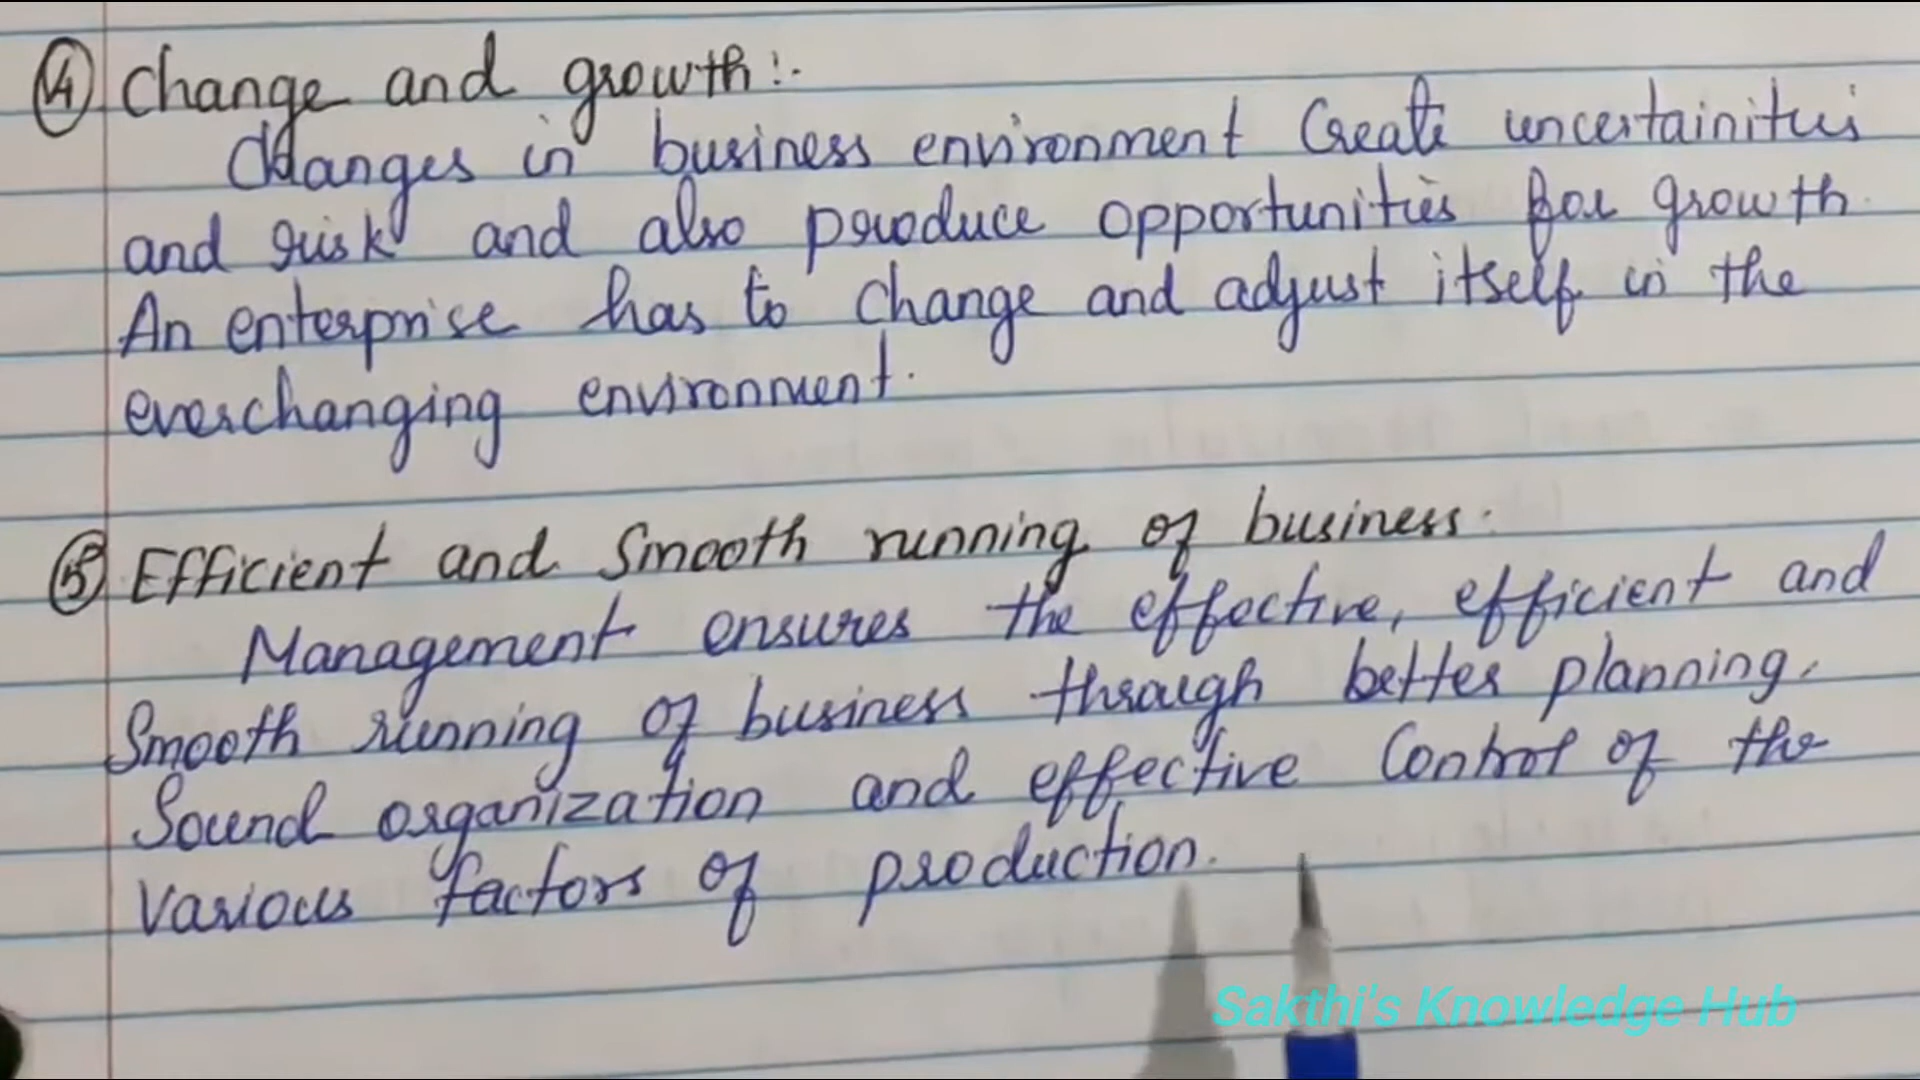 ④ Change and growth:-
Changes in business environment Create uncertainities
and risk and also produce opportunities for growth.
An enterprise has to change and adjust itself in the
everchanging environment.
⑤ Efficient and Smooth running of business.
Management ensures the effective, efficient and
Smooth running of business through better planning,
Sound organization and effective Control of the
Various factors of production.
Sakthi's Knowledge Hub